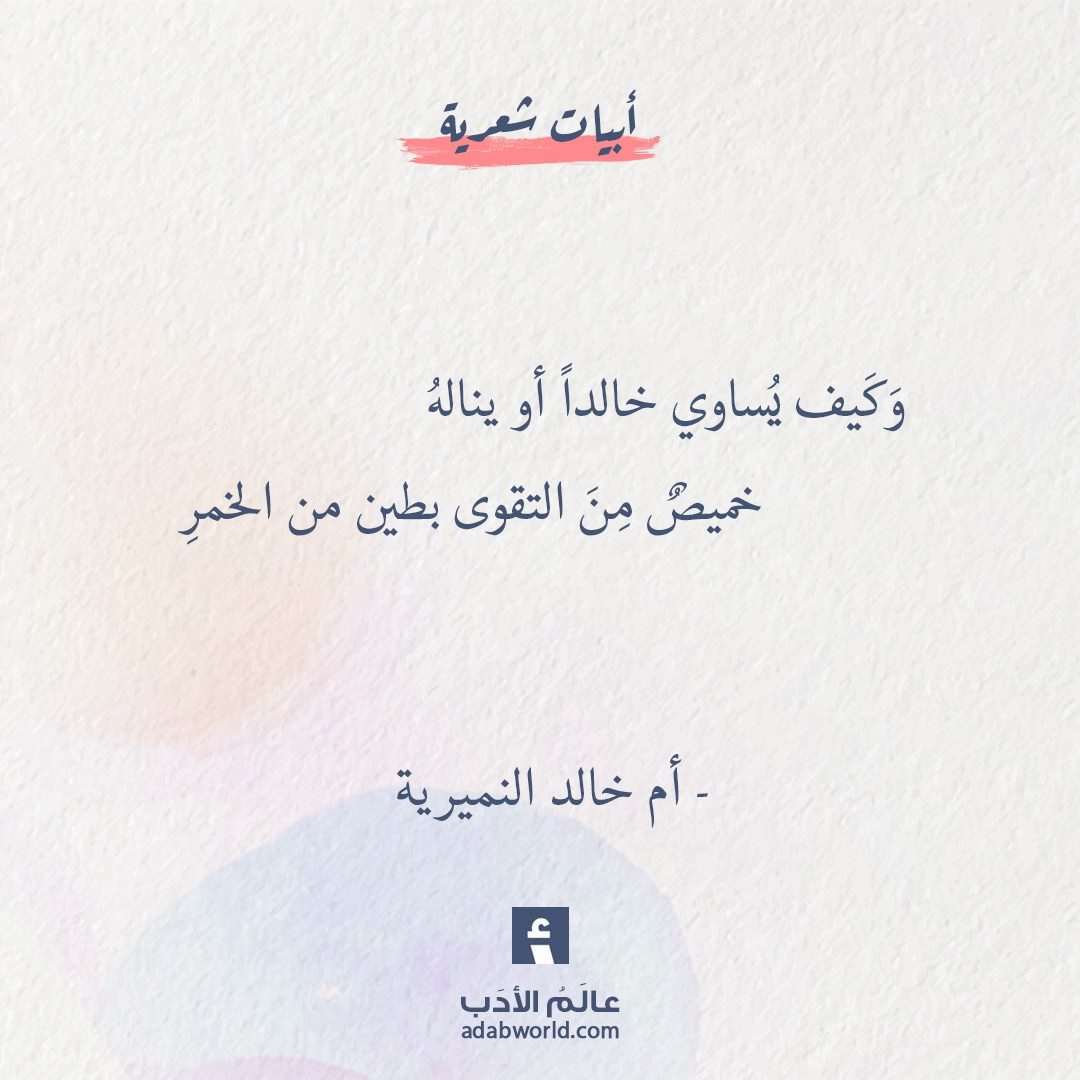 أبيات شعرية
وَكَيف يُساوي خالداً أو ينالهُ
خميصٌ مِنَ التقوى بطين من الخمرِ
- أم خالد النميرية
أ
عالَمُ الأدَب
adabworld.com